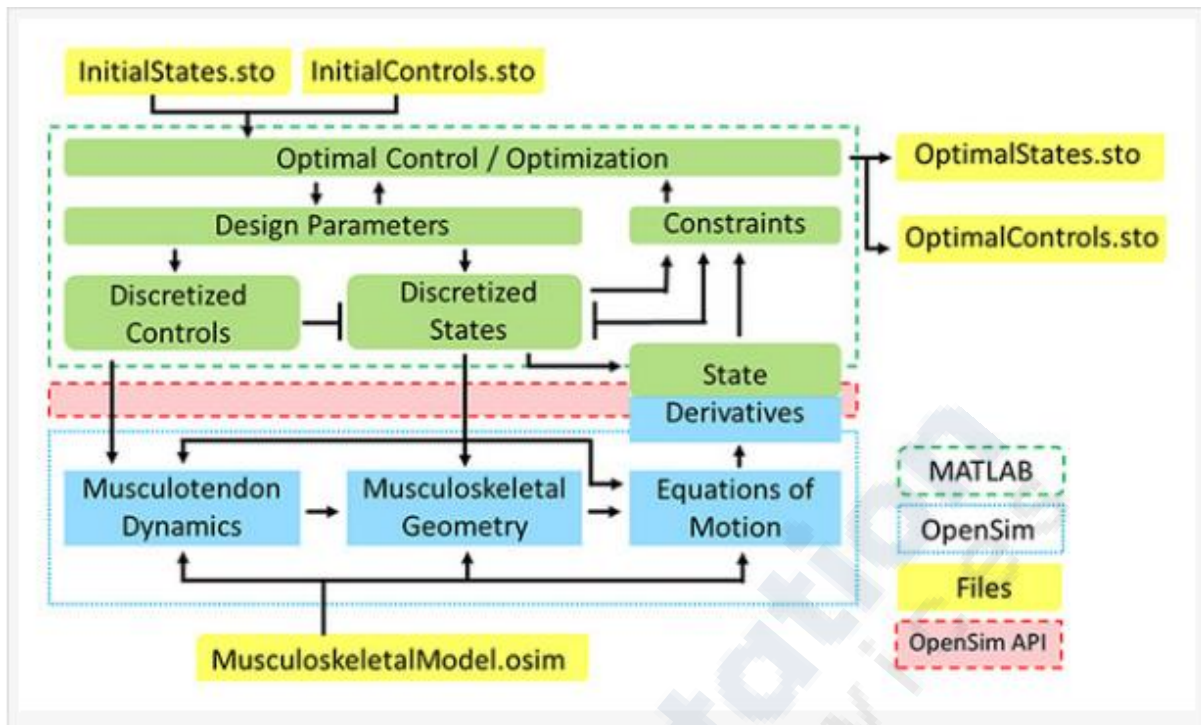 InitialStates.sto
InitialControls.sto
Optimal Control / Optimization
OptimalStates.sto
OptimalControls.sto
Design Parameters
Constraints
Discretized
Controls
Discretized
States
State
Derivatives
Musculotendon
Dynamics
Musculoskeletal
Geometry
Equations of
Motion
MusculoskeletalModel.osim
MATLAB
OpenSim
Files
OpenSim API